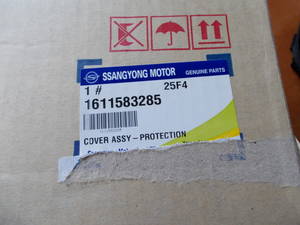 SSANGYONG MOTOR GENUINE PARTS
1 # 25F4
1611583285
COVER ASSY-PROTECTION